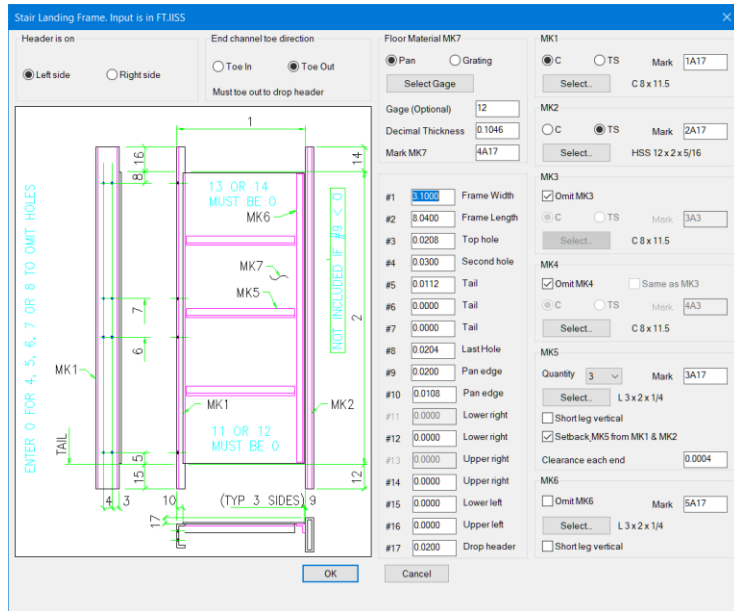 Stair Landing Frame. Input is in FT.IISS
Header is on
Left side
Right side
End channel toe direction
Toe In
Toe Out
Must toe out to drop header
1
16
8
14
13 OR 14
MUST BE 0
MK6
MK7
MK5
NOT INCLUDED IF #9 < 0
2
ENTER 0 FOR 4, 5, 6, 7 OR 8 TO OMIT HOLES
7
6
MK1
MK1
MK2
11 OR 12
MUST BE 0
TAIL
5
15
12
4
3
10
(TYP 3 SIDES)
9
17
Floor Material MK7
Pan
Grating
Select Gage
Gage (Optional) 12
Decimal Thickness 0.1046
Mark MK7 4A17
#1 3.1000 Frame Width
#2 8.0400 Frame Length
#3 0.0208 Top hole
#4 0.0300 Second hole
#5 0.0112 Tail
#6 0.0000 Tail
#7 0.0000 Tail
#8 0.0204 Last Hole
#9 0.0200 Pan edge
#10 0.0108 Pan edge
#11 0.0000 Lower right
#12 0.0000 Lower right
#13 0.0000 Upper right
#14 0.0000 Upper right
#15 0.0000 Lower left
#16 0.0000 Upper left
#17 0.0200 Drop header
MK1
C TS Mark 1A17
Select... C 8 x 11.5
MK2
C TS Mark 2A17
Select... HSS 12 x 2 x 5/16
MK3
Omit MK3
C TS Mark 3A3
Select... C 8 x 11.5
MK4
Omit MK4 Same as MK3
C TS Mark 4A3
Select... C 8 x 11.5
MK5
Quantity 3 Mark 3A17
Select... L 3 x 2 x 1/4
Short leg vertical
Setback MK5 from MK1 & MK2
Clearance each end 0.0004
MK6
Omit MK6 Mark 5A17
Select... L 3 x 2 x 1/4
Short leg vertical
OK
Cancel